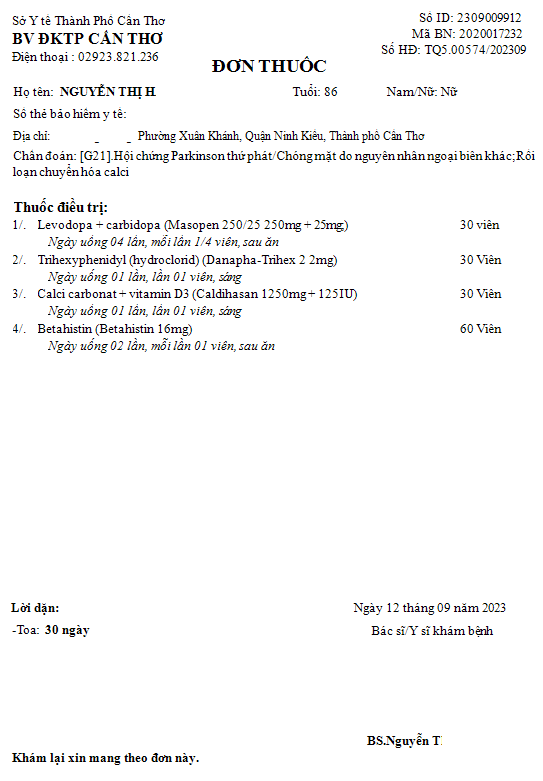 Sở Y tế Thành Phố Cần Thơ
BV ĐKTP CẦN THƠ
Điện thoại : 02923.821.236
Số ID: 2309009912
Mã BN: 2020017232
Số HĐ: TQ5.00574/202309
ĐƠN THUỐC
Họ tên: NGUYỄN THỊ H Tuổi: 86 Nam/Nữ: Nữ
Số thẻ bảo hiểm y tế:
Địa chỉ: Phường Xuân Khánh, Quận Ninh Kiều, Thành phố Cần Thơ
Chẩn đoán: [G21].Hội chứng Parkinson thứ phát/Chóng mặt do nguyên nhân ngoại biên khác;Rối
loạn chuyển hóa calci
Thuốc điều trị:
1/. Levodopa + carbidopa (Masopen 250/25 250mg + 25mg) 30 viên
Ngày uống 04 lần, mỗi lần 1/4 viên, sau ăn
2/. Trihexyphenidyl (hydroclorid) (Danapha-Trihex 2 2mg) 30 Viên
Ngày uống 01 lần, lần 01 viên, sáng
3/. Calci carbonat + vitamin D3 (Caldihasan 1250mg + 125IU) 30 Viên
Ngày uống 01 lần, lần 01 viên, sáng
4/. Betahistin (Betahistin 16mg) 60 Viên
Ngày uống 02 lần, mỗi lần 01 viên, sau ăn
Lời dặn:
-Toa: 30 ngày
Ngày 12 tháng 09 năm 2023
Bác sĩ/Y sĩ khám bệnh
BS.Nguyễn T
Khám lại xin mang theo đơn này.